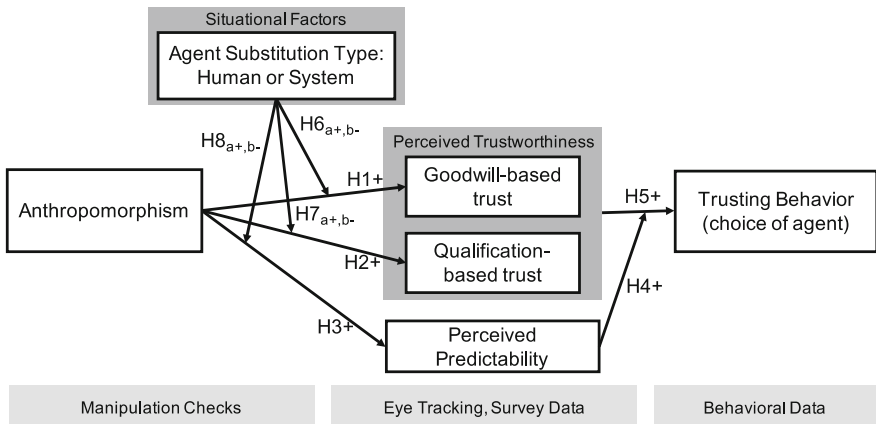 Situational Factors
Agent Substitution Type:
Human or System
H8a+,b-
H6a+,b-
Perceived Trustworthiness
H1+
Goodwill-based
trust
Anthropomorphism
H7a+,b-
H5+
Trusting Behavior
(choice of agent)
H2+
Qualification-
based trust
H4+
H3+
Perceived
Predictability
Manipulation Checks
Eye Tracking, Survey Data
Behavioral Data